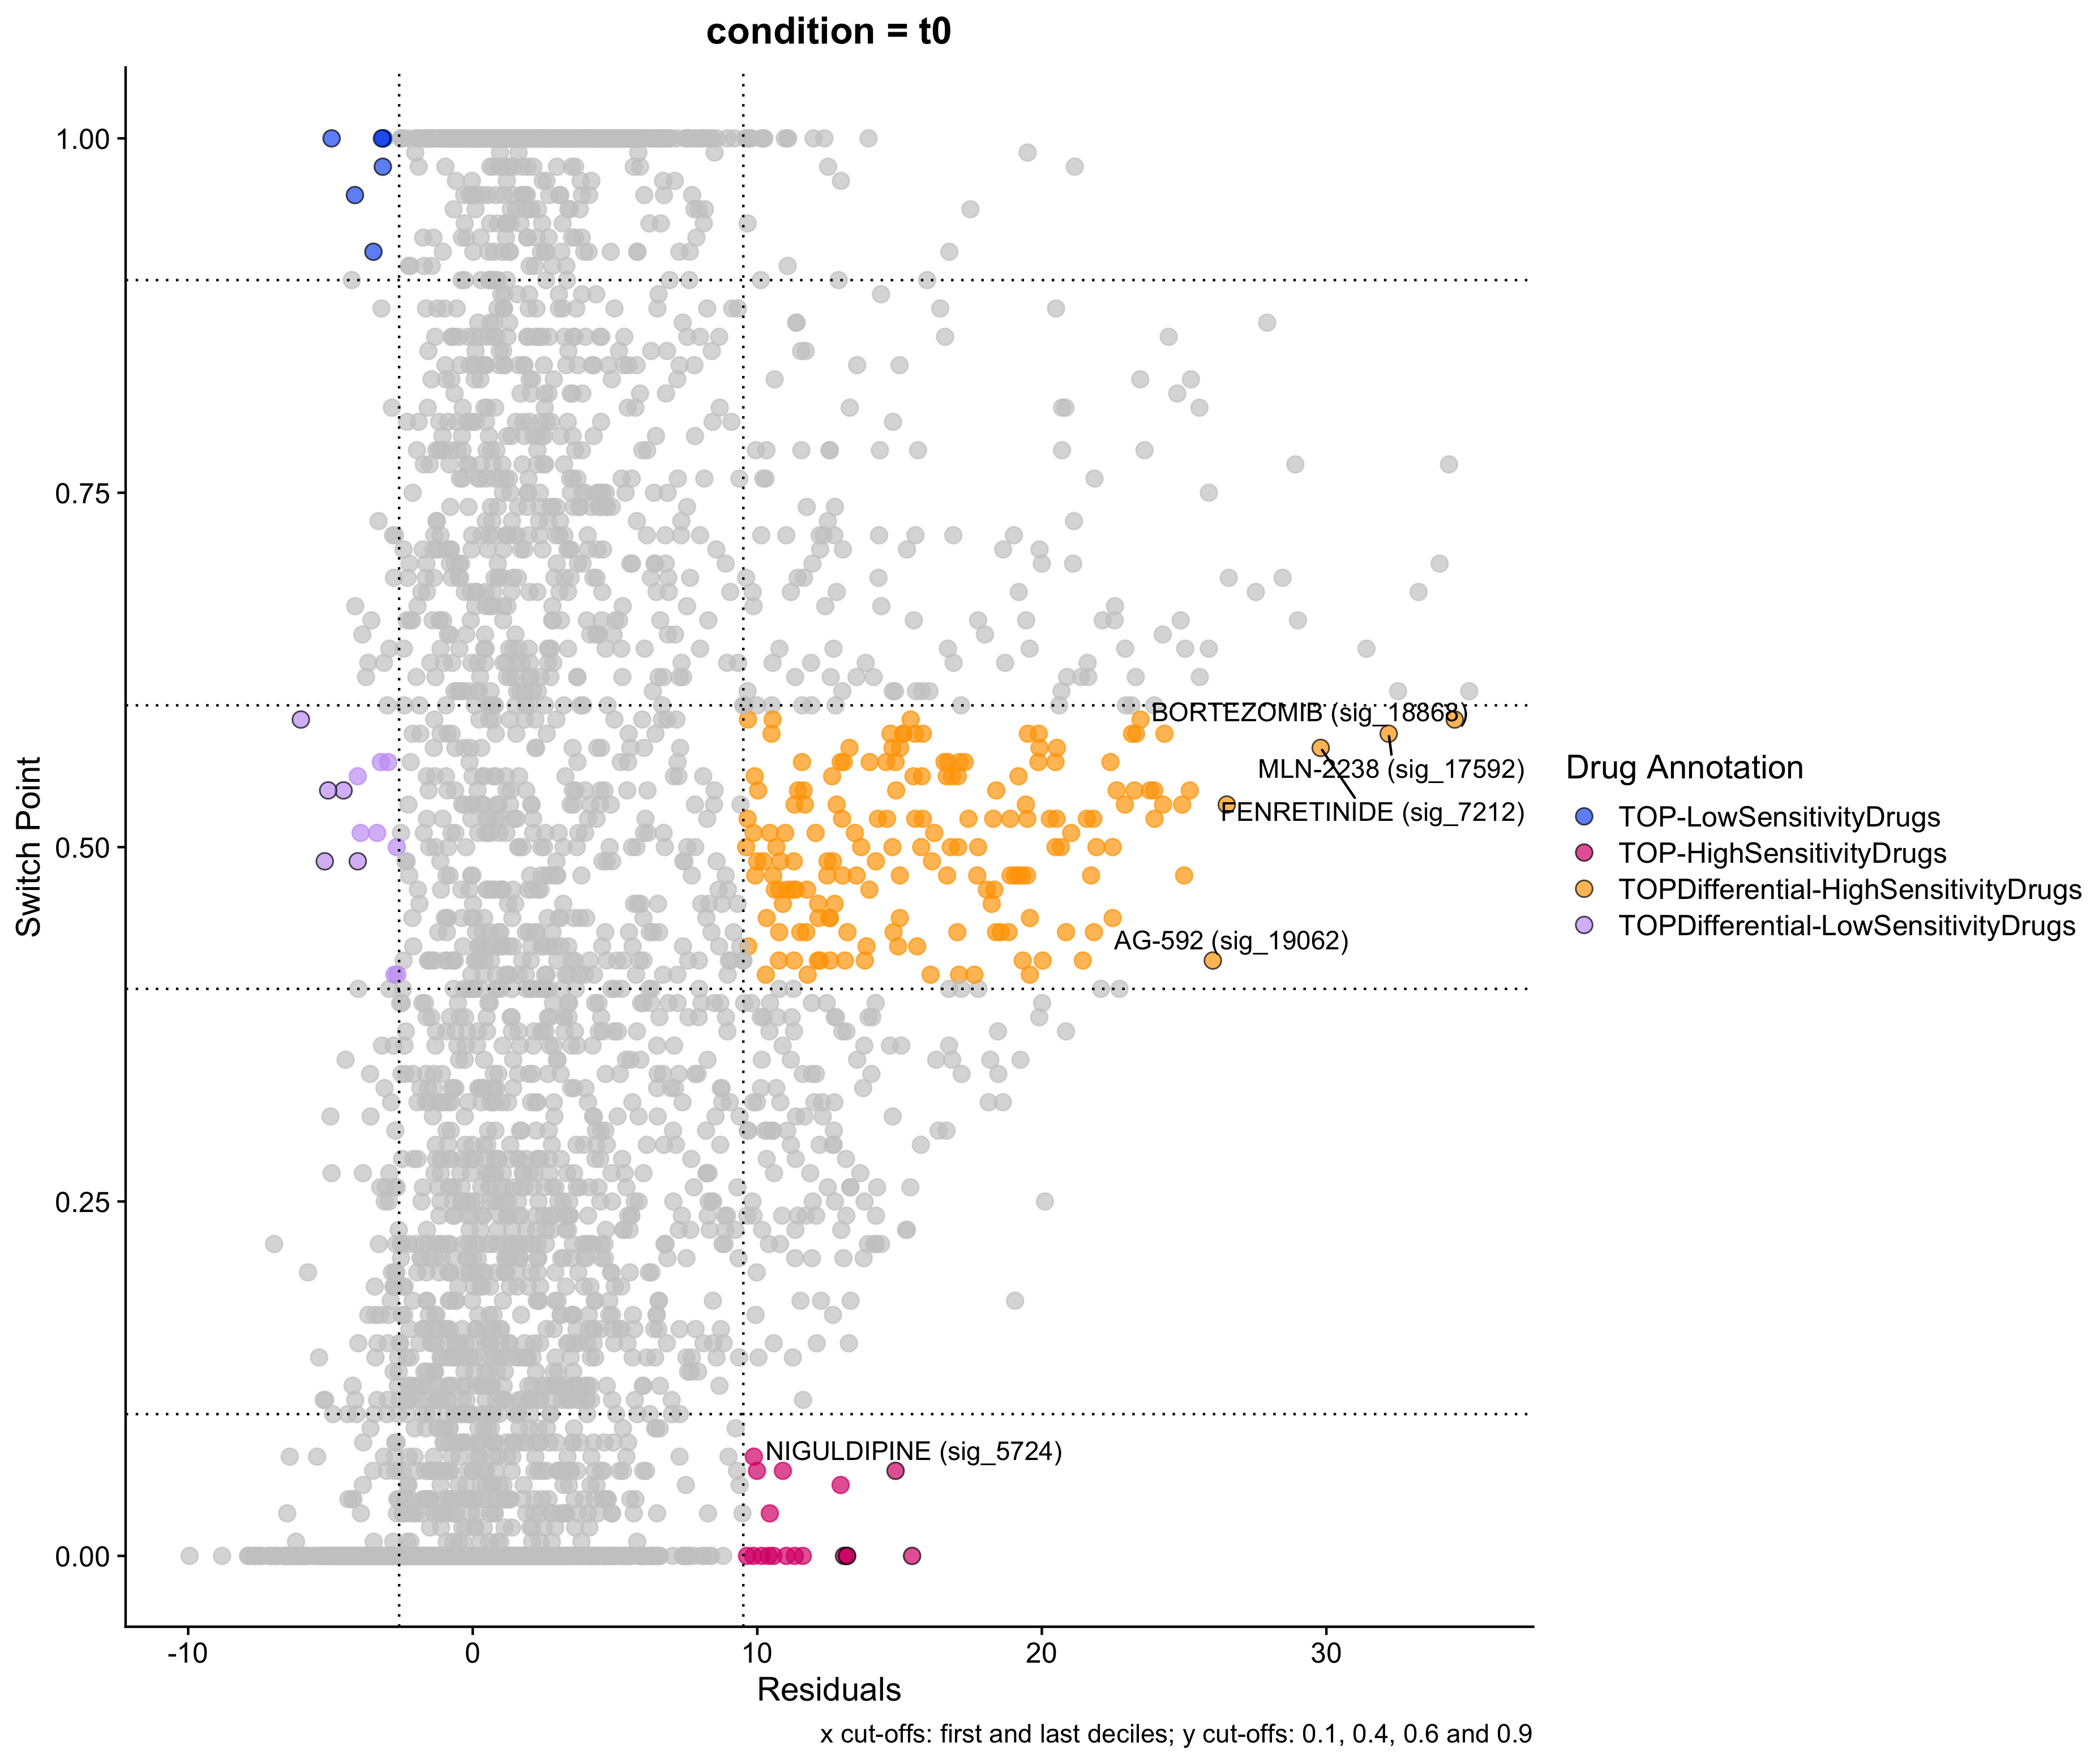 condition = t0
1.00
0.75
0.50
0.25
0.00
Switch Point
BORTEZOMIB (sig_18868)
MLN-2238 (sig_17592)
FENRETINIDE (sig_7212)
AG-592 (sig_19062)
NIGULDIPINE (sig_5724)
Drug Annotation
TOP-LowSensitivityDrugs
TOP-HighSensitivityDrugs
TOPDifferential-HighSensitivityDrugs
TOPDifferential-LowSensitivityDrugs
-10 0 10 20 30
Residuals
x cut-offs: first and last deciles; y cut-offs: 0.1, 0.4, 0.6 and 0.9